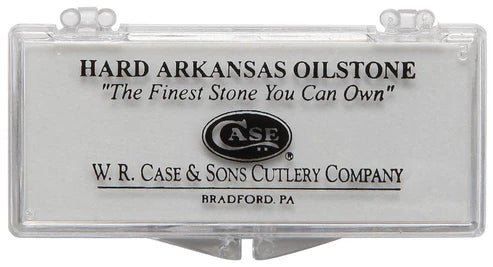 HARD ARKANSAS OILSTONE
"The Finest Stone You Can Own"
CASE
®
W. R. CASE & SONS CUTLERY COMPANY
BRADFORD, PA